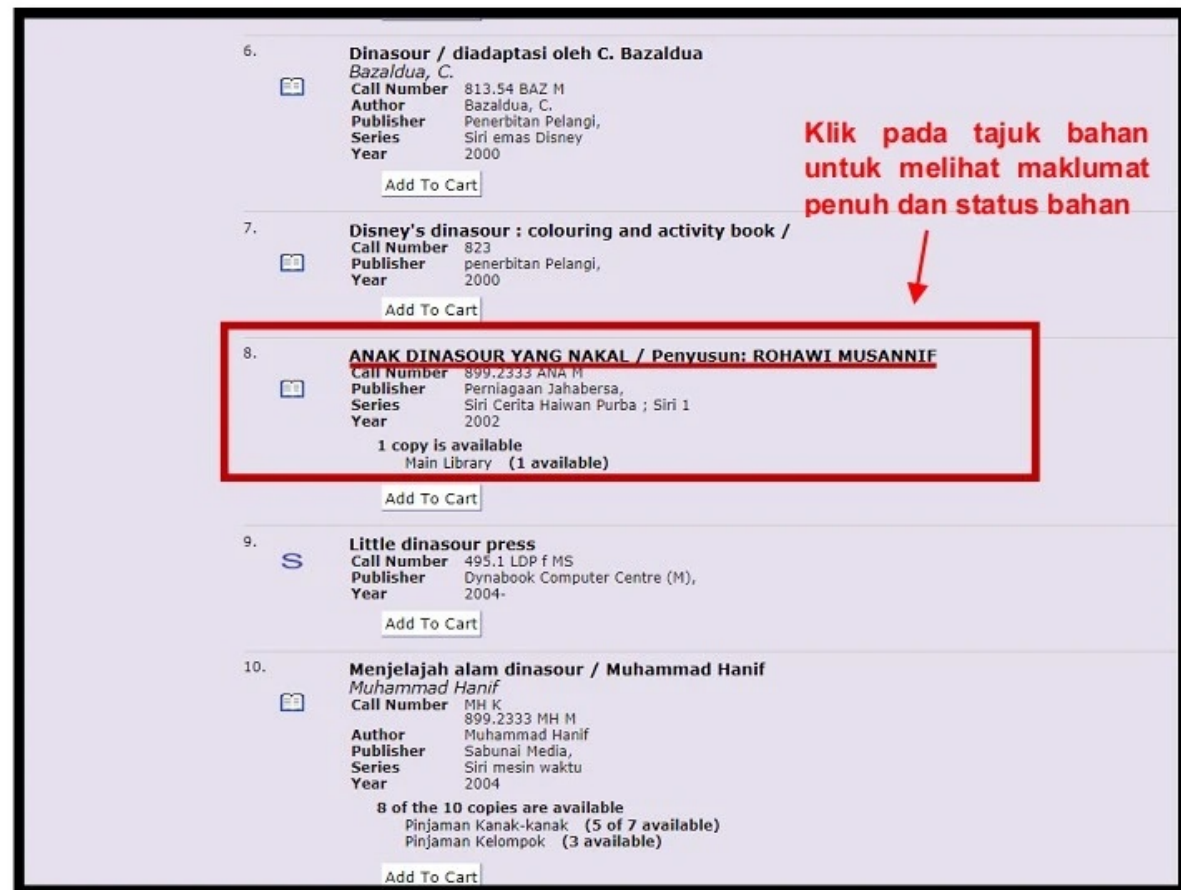 6.
Dinasour / diadaptasi oleh C. Bazaldua
Bazaldua, C.
Call Number 813.54 BAZ M
Author Bazaldua, C.
Publisher Penerbitan Pelangi,
Series Siri emas Disney
Year 2000
Add To Cart
Klik pada tajuk bahan
untuk melihat maklumat
penuh dan status bahan
7.
Disney's dinasour : colouring and activity book /
Call Number 823
Publisher penerbitan Pelangi,
Year 2000
Add To Cart
8.
ANAK DINASOUR YANG NAKAL / Penyusun: ROHAWI MUSANNIF
Call Number 899.2333 ANA M
Publisher Perniagaan Jahabersa,
Series Siri Cerita Haiwan Purba ; Siri 1
Year 2002
1 copy is available
Main Library (1 available)
Add To Cart
9.
S
Little dinasour press
Call Number 495.1 LDP f MS
Publisher Dynabook Computer Centre (M),
Year 2004-
Add To Cart
10.
Menjelajah alam dinasour / Muhammad Hanif
Muhammad Hanif
Call Number MH K
899.2333 MH M
Author Muhammad Hanif
Publisher Sabunai Media,
Series Siri mesin waktu
Year 2004
8 of the 10 copies are available
Pinjaman Kanak-kanak (5 of 7 available)
Pinjaman Kelompok (3 available)
Add To Cart